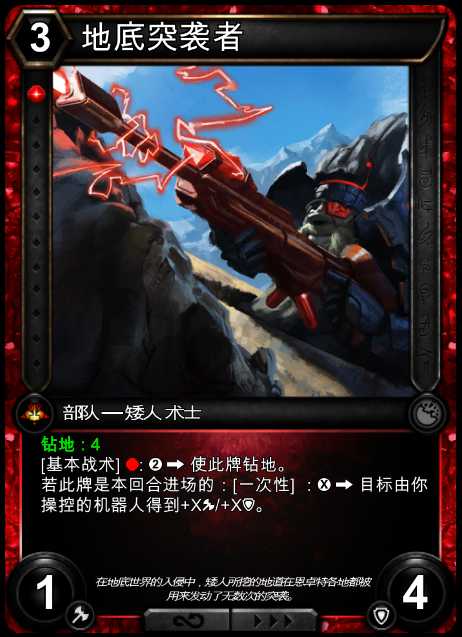 3
地底突袭者
部队 — 矮人 术士
钻地：4
[基本战术] ●: ❷ ➡ 使此牌钻地。
若此牌是本回合进场的：[一次性] ：Ⓧ ➡ 目标由你
操控的机器人得到+X/+X。
在地底世界的入侵中，矮人所挖的地道在恩卓特各地都被
用来发动了无数次的突袭。
1
4